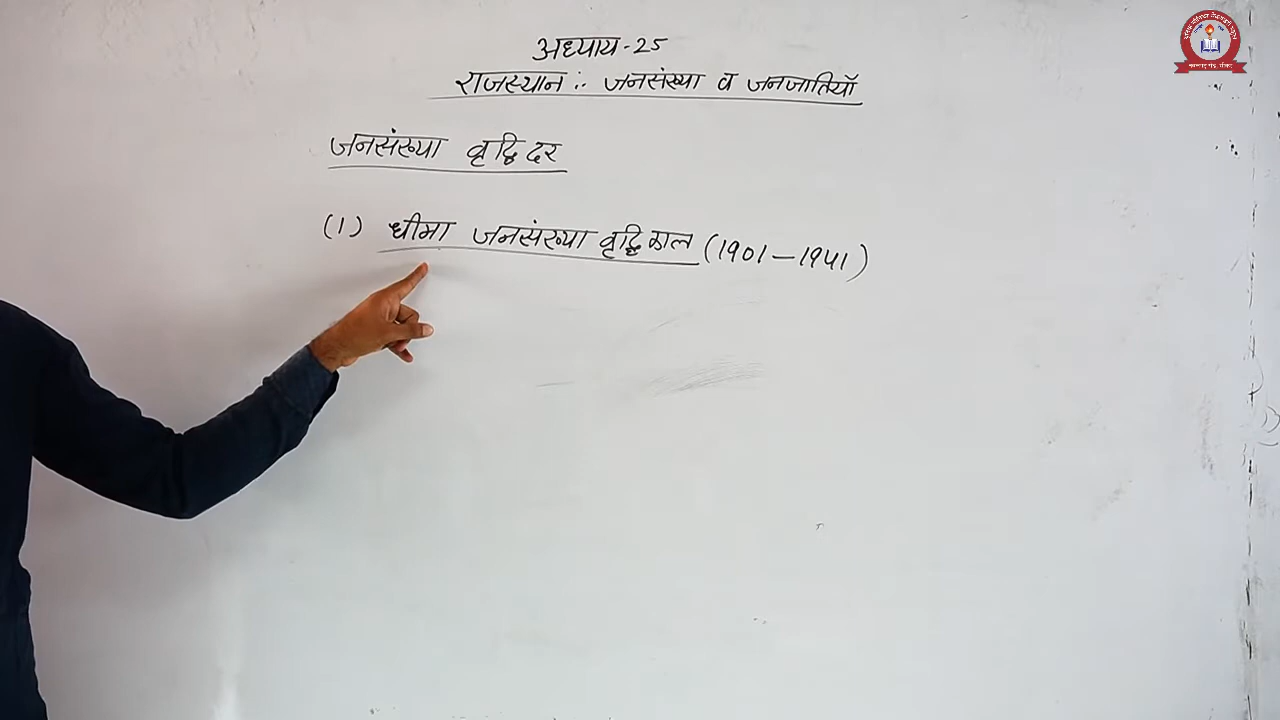 अध्याय-25
राजस्थान :- जनसंख्या व जनजातियाँ
जनसंख्या वृद्धि दर
(1) धीमा जनसंख्या वृद्धि काल (1901-1941)